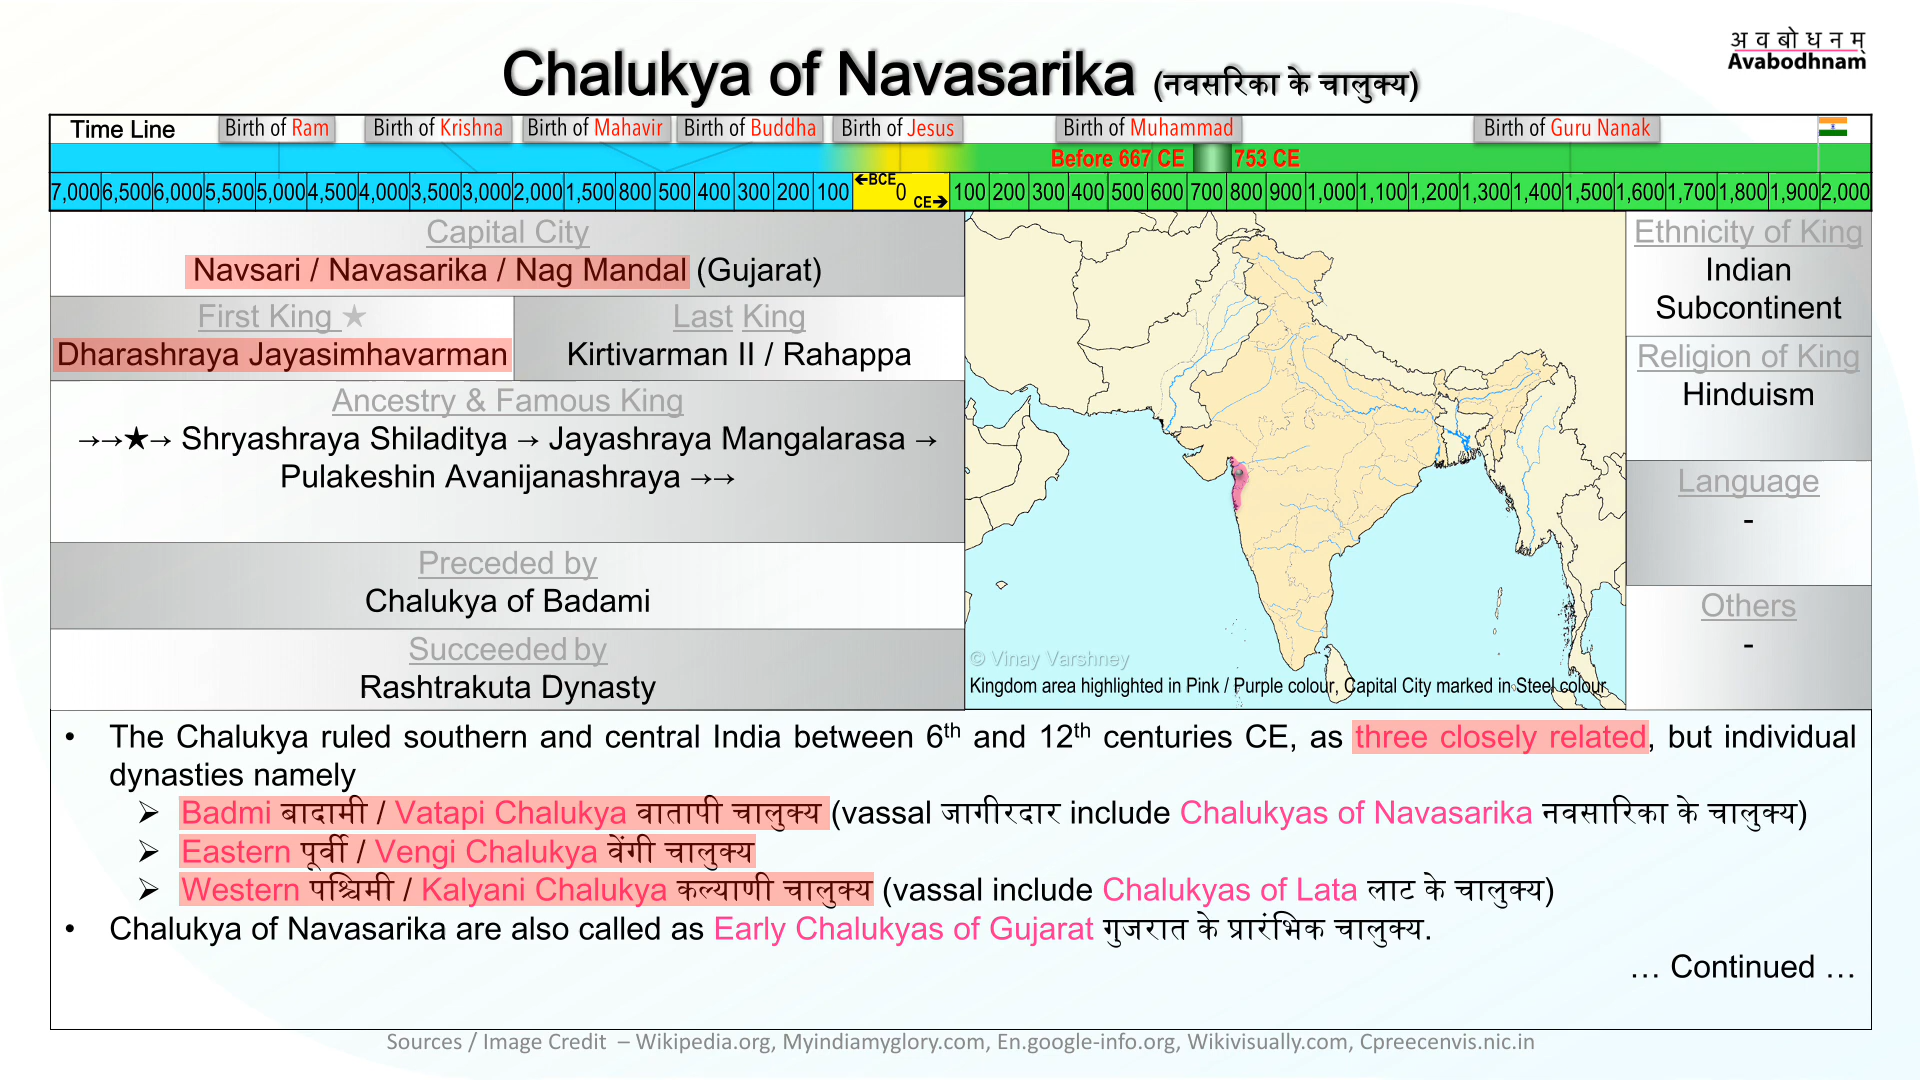 अ व बो ध न म्
Avabodhnam
Chalukya of Navasarika (नवसरिका के चालुक्य)
Time Line
Birth of Ram
Birth of Krishna
Birth of Mahavir
Birth of Buddha
Birth of Jesus
Birth of Muhammad
Birth of Guru Nanak
Before 667 CE
753 CE
7,000 6,500 6,000 5,500 5,000 4,500 4,000 3,500 3,000 2,000 1,500 800 500 400 300 200 100 ←BCE 0 CE→ 100 200 300 400 500 600 700 800 900 1,000 1,100 1,200 1,300 1,400 1,500 1,600 1,700 1,800 1,900 2,000
Capital City
Navsari / Navasarika / Nag Mandal (Gujarat)
First King ★
Dharashraya Jayasimhavarman
Last King
Kirtivarman II / Rahappa
Ancestry & Famous King
→→★→ Shryashraya Shiladitya → Jayashraya Mangalarasa →
Pulakeshin Avanijanashraya →→
Preceded by
Chalukya of Badami
Succeeded by
Rashtrakuta Dynasty
© Vinay Varshney
Kingdom area highlighted in Pink / Purple colour, Capital City marked in Steel colour
Ethnicity of King
Indian
Subcontinent
Religion of King
Hinduism
Language
-
Others
-
• The Chalukya ruled southern and central India between 6th and 12th centuries CE, as three closely related, but individual
dynasties namely
➢ Badmi बादामी / Vatapi Chalukya वातापी चालुक्य (vassal जागीरदार include Chalukyas of Navasarika नवसारिका के चालुक्य)
➢ Eastern पूर्वी / Vengi Chalukya वेंगी चालुक्य
➢ Western पश्चिमी / Kalyani Chalukya कल्याणी चालुक्य (vassal include Chalukyas of Lata लाट के चालुक्य)
• Chalukya of Navasarika are also called as Early Chalukyas of Gujarat गुजरात के प्रारंभिक चालुक्य.
… Continued …
Sources / Image Credit – Wikipedia.org, Myindiamyglory.com, En.google-info.org, Wikivisually.com, Cpreecenvis.nic.in